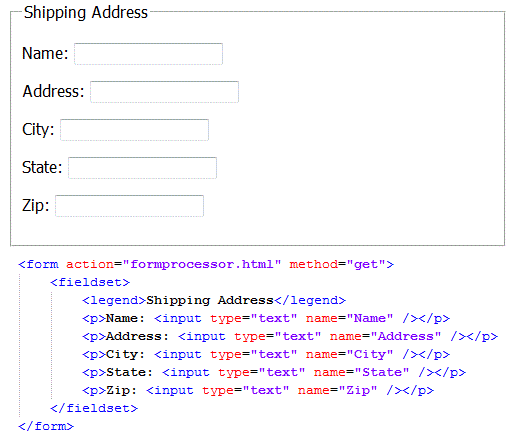 Shipping Address
Name:
Address:
City:
State:
Zip:
<form action="formprocessor.html" method="get">
<fieldset>
<legend>Shipping Address</legend>
<p>Name: <input type="text" name="Name" /></p>
<p>Address: <input type="text" name="Address" /></p>
<p>City: <input type="text" name="City" /></p>
<p>State: <input type="text" name="State" /></p>
<p>Zip: <input type="text" name="Zip" /></p>
</fieldset>
</form>